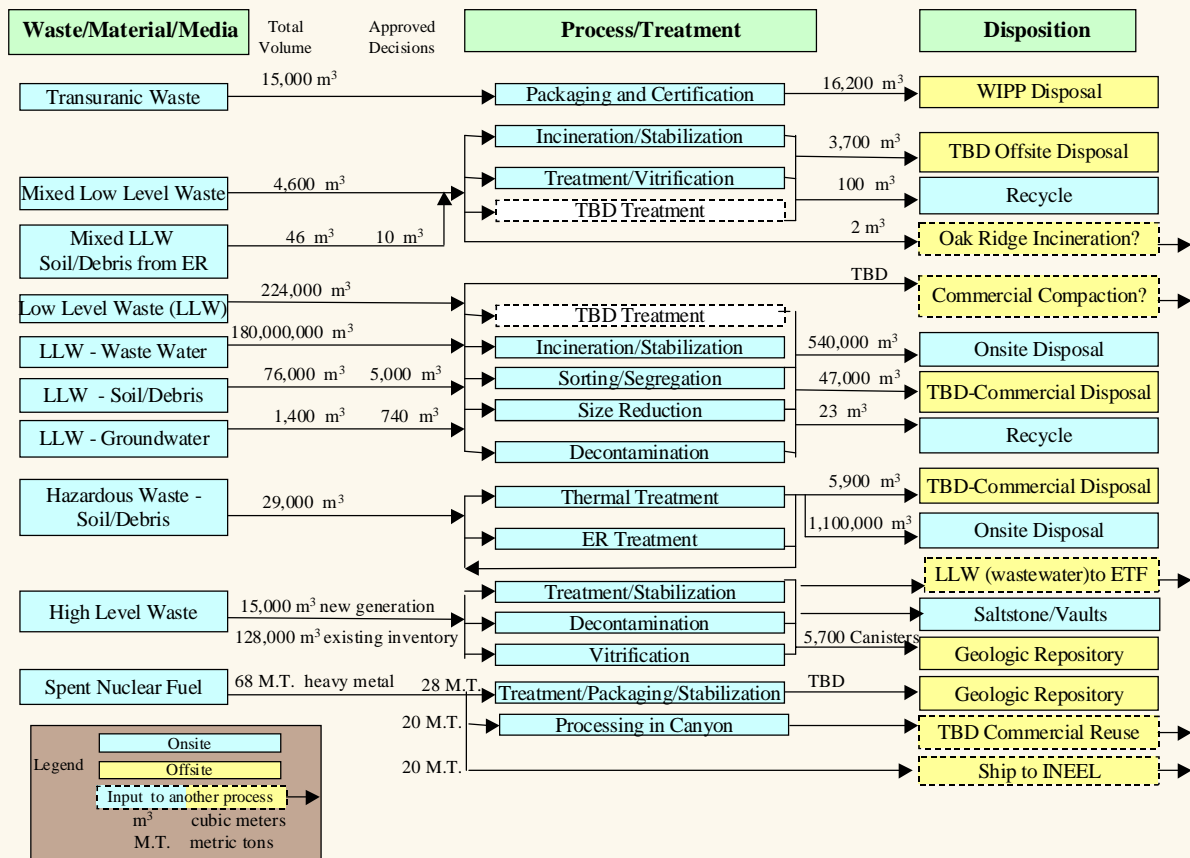 Waste/Material/Media
Total
Volume
Approved
Decisions
Process/Treatment
Disposition
Transuranic Waste
15,000 m³
Packaging and Certification
16,200 m³
WIPP Disposal
Incineration/Stabilization
3,700 m³
TBD Offsite Disposal
Mixed Low Level Waste
4,600 m³
Treatment/Vitrification
100 m³
Recycle
TBD Treatment
Mixed LLW
Soil/Debris from ER
46 m³
10 m³
2 m³
Oak Ridge Incineration?
TBD
Commercial Compaction?
Low Level Waste (LLW)
224,000 m³
TBD Treatment
LLW - Waste Water
180,000,000 m³
Incineration/Stabilization
540,000 m³
Onsite Disposal
LLW - Soil/Debris
76,000 m³
5,000 m³
Sorting/Segregation
47,000 m³
TBD-Commercial Disposal
LLW - Groundwater
1,400 m³
740 m³
Size Reduction
23 m³
Recycle
Decontamination
Hazardous Waste -
Soil/Debris
29,000 m³
Thermal Treatment
5,900 m³
TBD-Commercial Disposal
ER Treatment
1,100,000 m³
Onsite Disposal
LLW (wastewater)to ETF
High Level Waste
15,000 m³ new generation
128,000 m³ existing inventory
Treatment/Stabilization
Decontamination
Saltstone/Vaults
Vitrification
5,700 Canisters
Geologic Repository
Spent Nuclear Fuel
68 M.T. heavy metal
28 M.T.
Treatment/Packaging/Stabilization
TBD
Geologic Repository
20 M.T.
Processing in Canyon
TBD Commercial Reuse
20 M.T.
Ship to INEEL
Legend
Onsite
Offsite
Input to another process
m³ cubic meters
M.T. metric tons